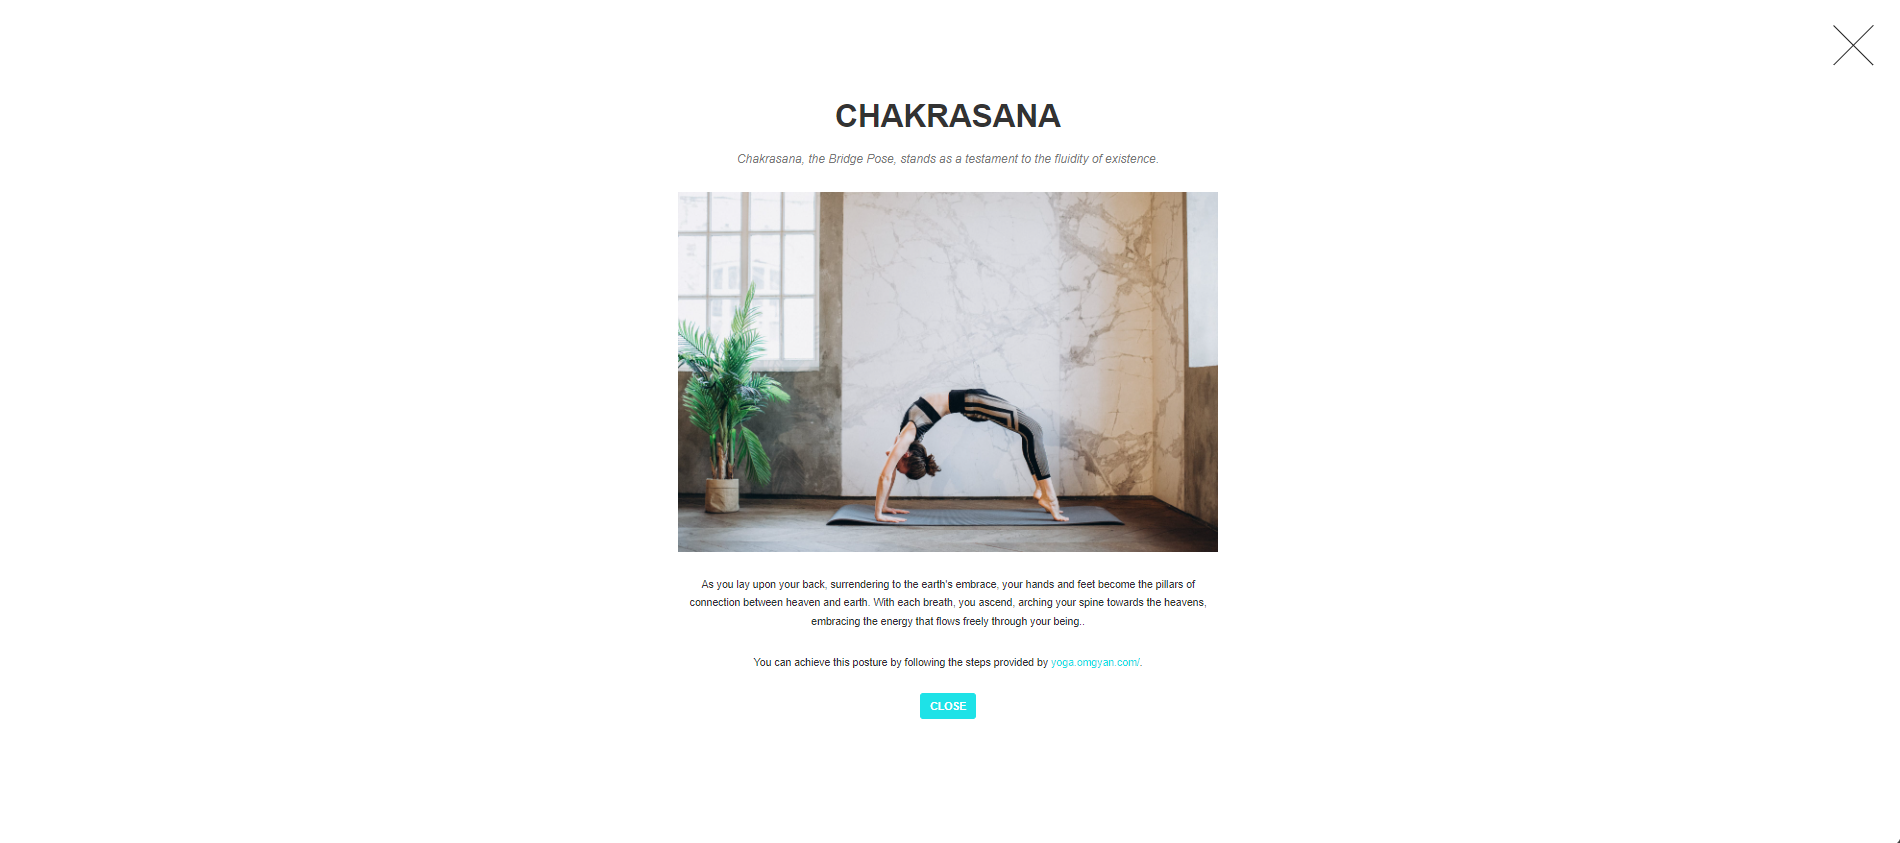 CHAKRASANA
Chakrasana, the Bridge Pose, stands as a testament to the fluidity of existence.
As you lay upon your back, surrendering to the earth's embrace, your hands and feet become the pillars of
connection between heaven and earth. With each breath, you ascend, arching your spine towards the heavens,
embracing the energy that flows freely through your being..
You can achieve this posture by following the steps provided by yoga.omgyan.com/.
CLOSE